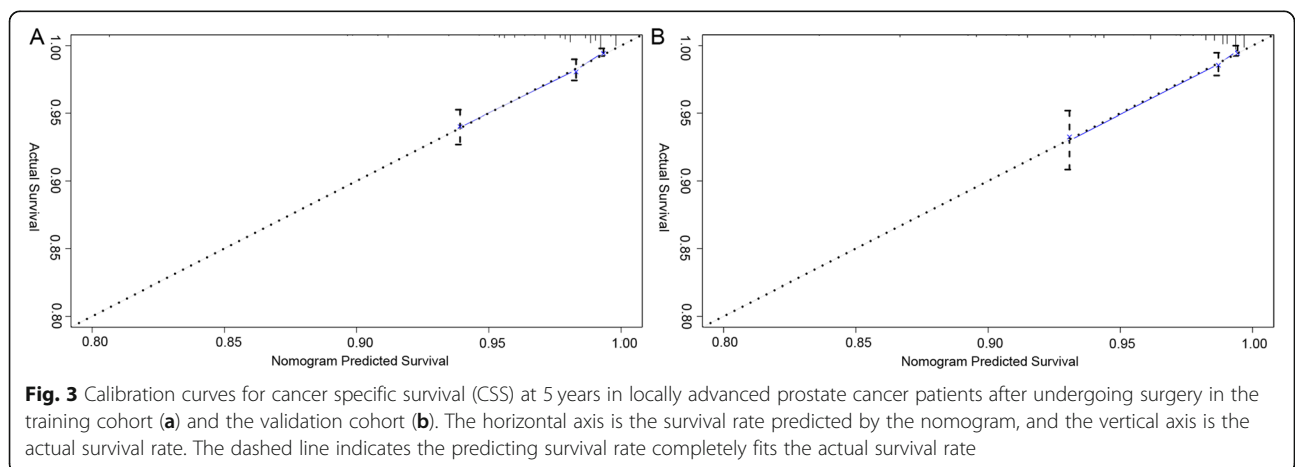 A
B
1.00
0.95
0.90
0.85
0.80
Actual Survival
0.80 0.85 0.90 0.95 1.00
Nomogram Predicted Survival
1.00
0.95
0.90
0.85
0.80
Actual Survival
0.80 0.85 0.90 0.95 1.00
Nomogram Predicted Survival
Fig. 3 Calibration curves for cancer specific survival (CSS) at 5 years in locally advanced prostate cancer patients after undergoing surgery in the
training cohort (a) and the validation cohort (b). The horizontal axis is the survival rate predicted by the nomogram, and the vertical axis is the
actual survival rate. The dashed line indicates the predicting survival rate completely fits the actual survival rate